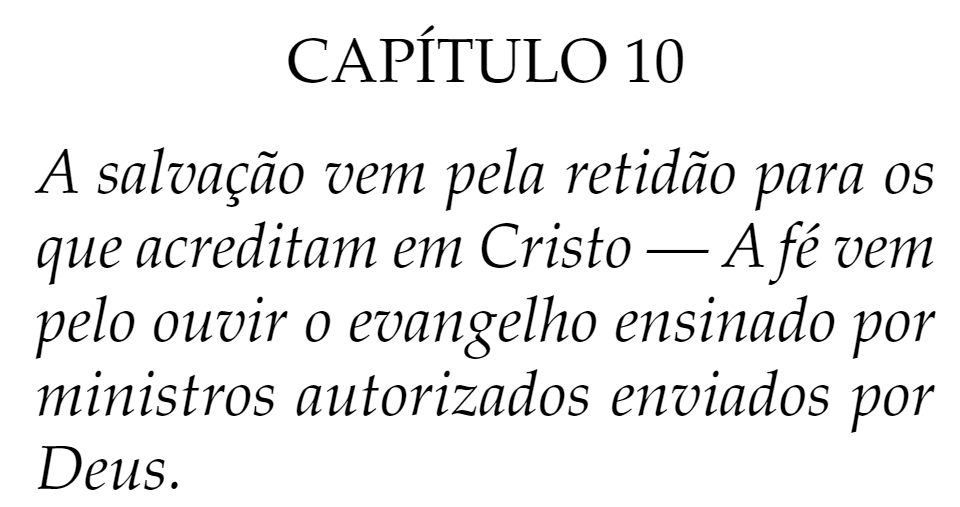 CAPÍTULO 10
A salvação vem pela retidão para os
que acreditam em Cristo — A fé vem
pelo ouvir o evangelho ensinado por
ministros autorizados enviados por
Deus.